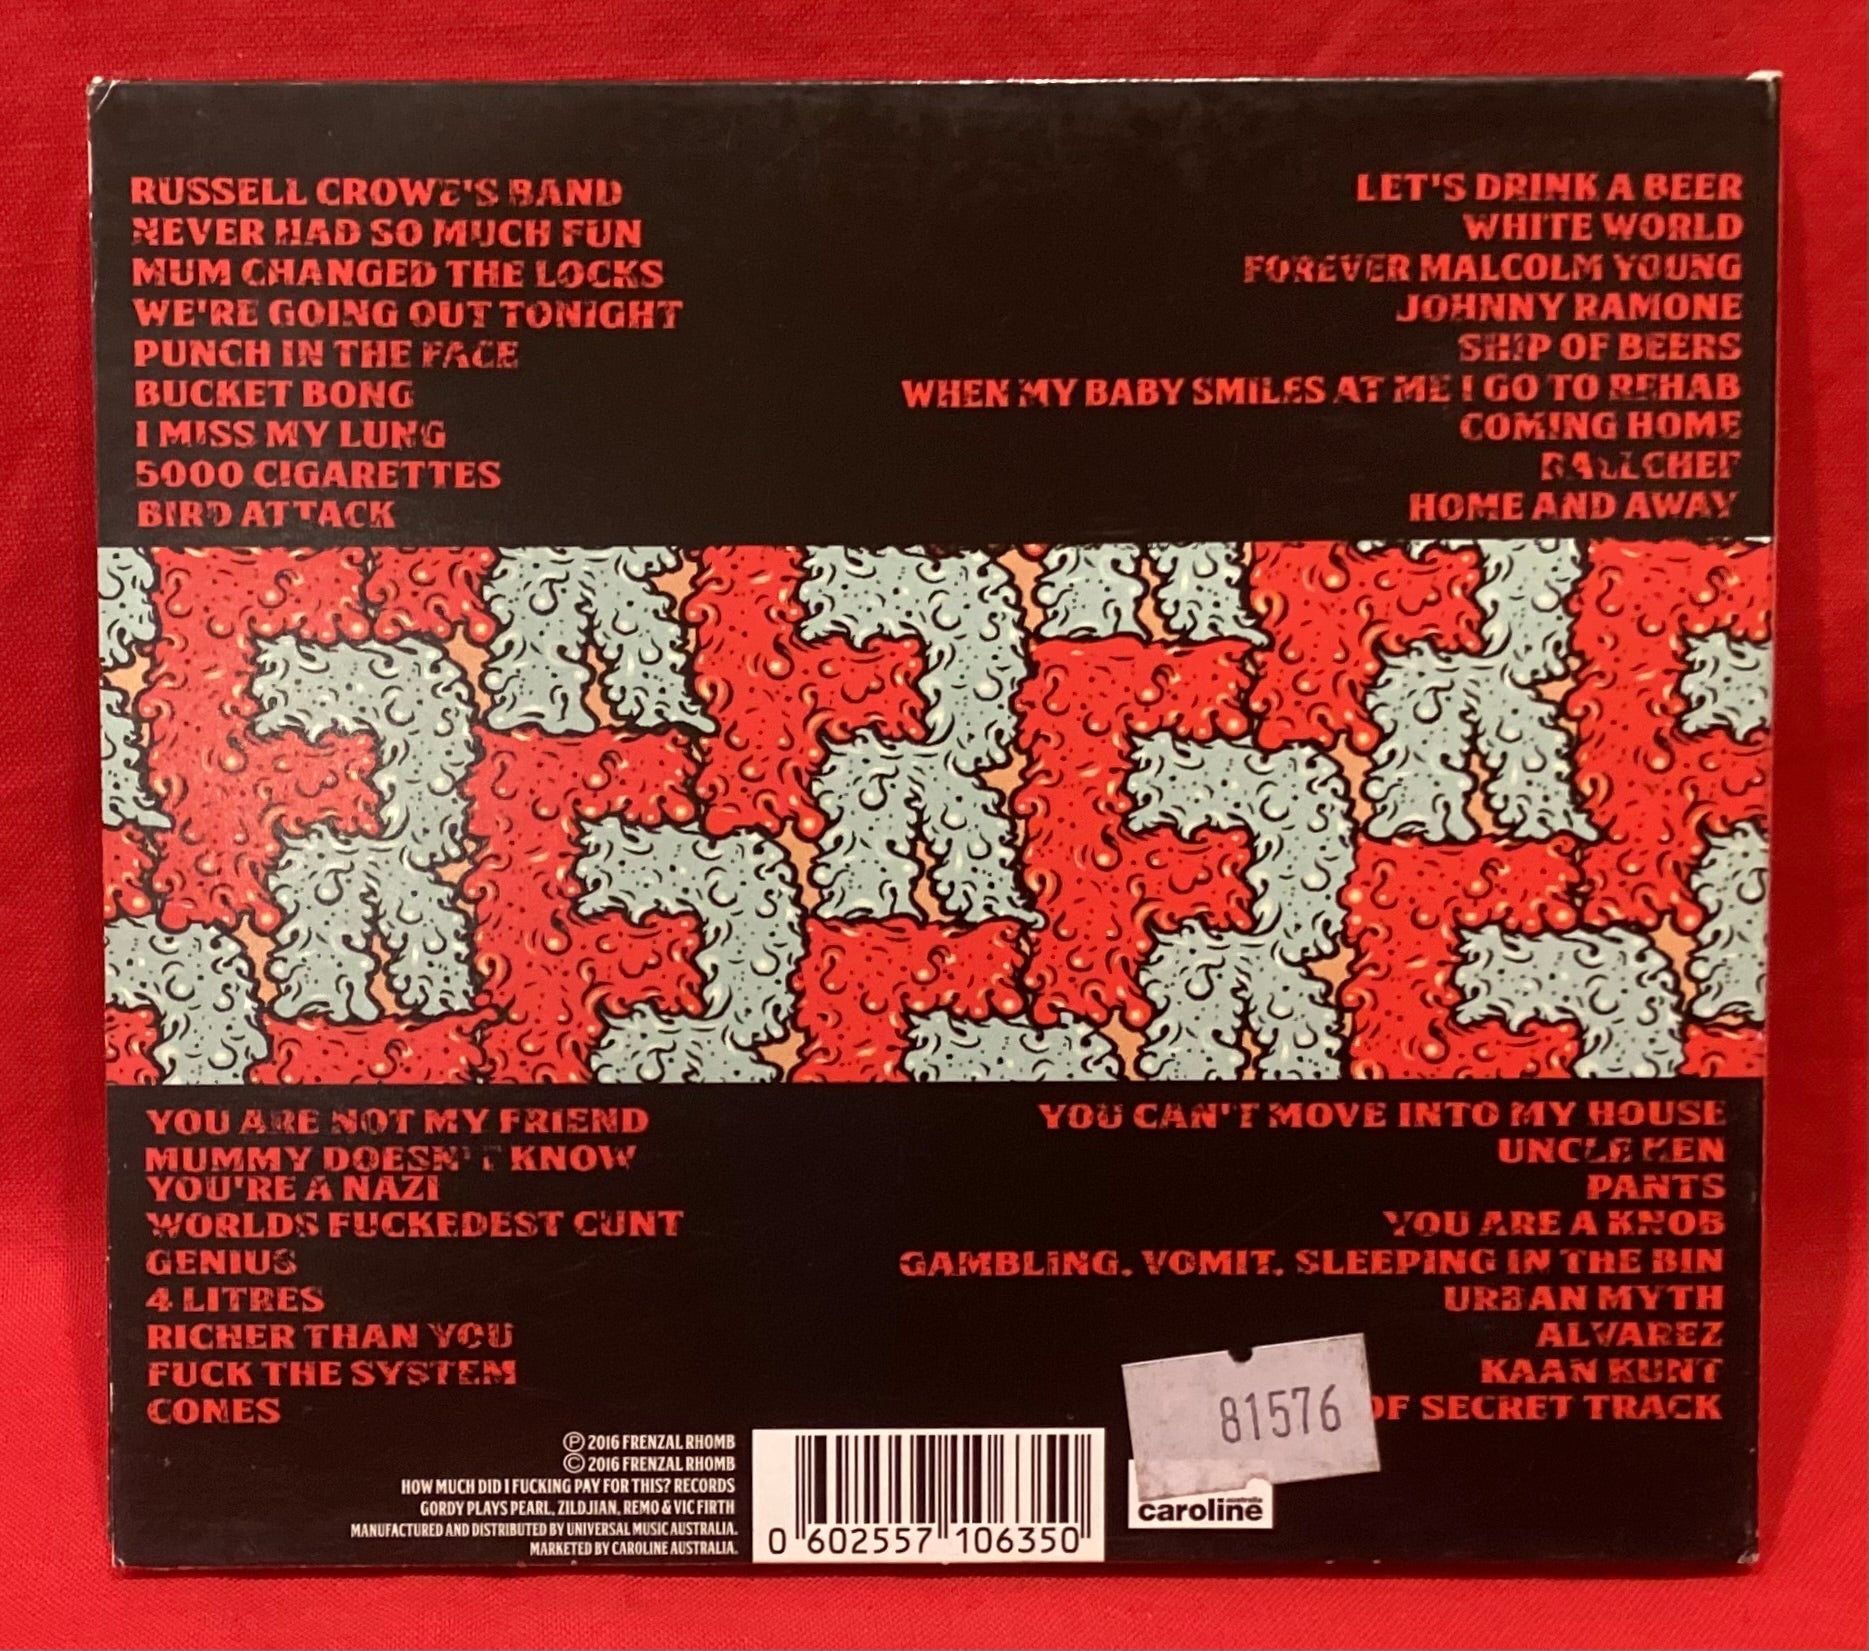 RUSSELL CROWE'S BAND
NEVER HAD SO MUCH FUN
MUM CHANGED THE LOCKS
WE'RE GOING OUT TONIGHT
PUNCH IN THE FACE
BUCKET BONG
I MISS MY LUNG
5000 CIGARETTES
BIRD ATTACK
LET'S DRINK A BEER
WHITE WORLD
FOREVER MALCOLM YOUNG
JOHNNY RAMONE
SHIP OF BEERS
WHEN MY BABY SMILES AT ME I GO TO REHAB
COMING HOME
BALLCHEF
HOME AND AWAY
YOU ARE NOT MY FRIEND
MUMMY DOESN'T KNOW
YOU'RE A NAZI
WORLDS FUCKEDEST CUNT
GENIUS
4 LITRES
RICHER THAN YOU
FUCK THE SYSTEM
CONES
YOU CAN'T MOVE INTO MY HOUSE
UNCLE KEN
PANTS
YOU ARE A KNOB
GAMBLING. VOMIT. SLEEPING IN THE BIN
URBAN MYTH
ALVAREZ
KAAN KUNT
OF SECRET TRACK
81576
℗ 2016 FRENZAL RHOMB
© 2016 FRENZAL RHOMB
HOW MUCH DID I FUCKING PAY FOR THIS? RECORDS
GORDY PLAYS PEARL, ZILDJIAN, REMO & VIC FIRTH
MANUFACTURED AND DISTRIBUTED BY UNIVERSAL MUSIC AUSTRALIA.
MARKETED BY CAROLINE AUSTRALIA.
0 602557 106350
australia
caroline